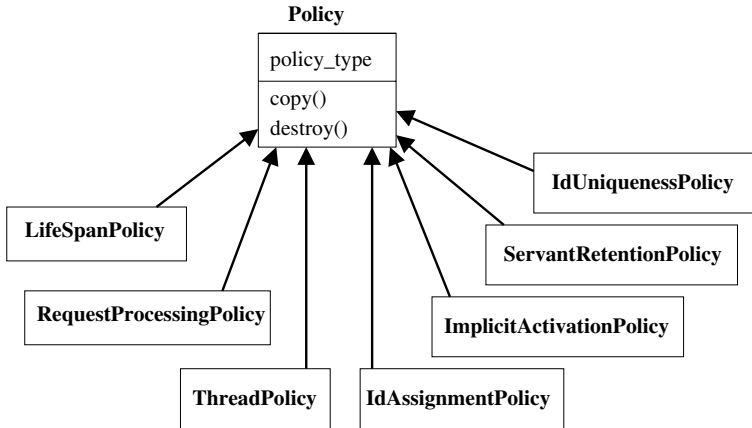 Policy
policy_type
copy()
destroy()
IdUniquenessPolicy
LifeSpanPolicy
ServantRetentionPolicy
RequestProcessingPolicy
ImplicitActivationPolicy
ThreadPolicy
IdAssignmentPolicy